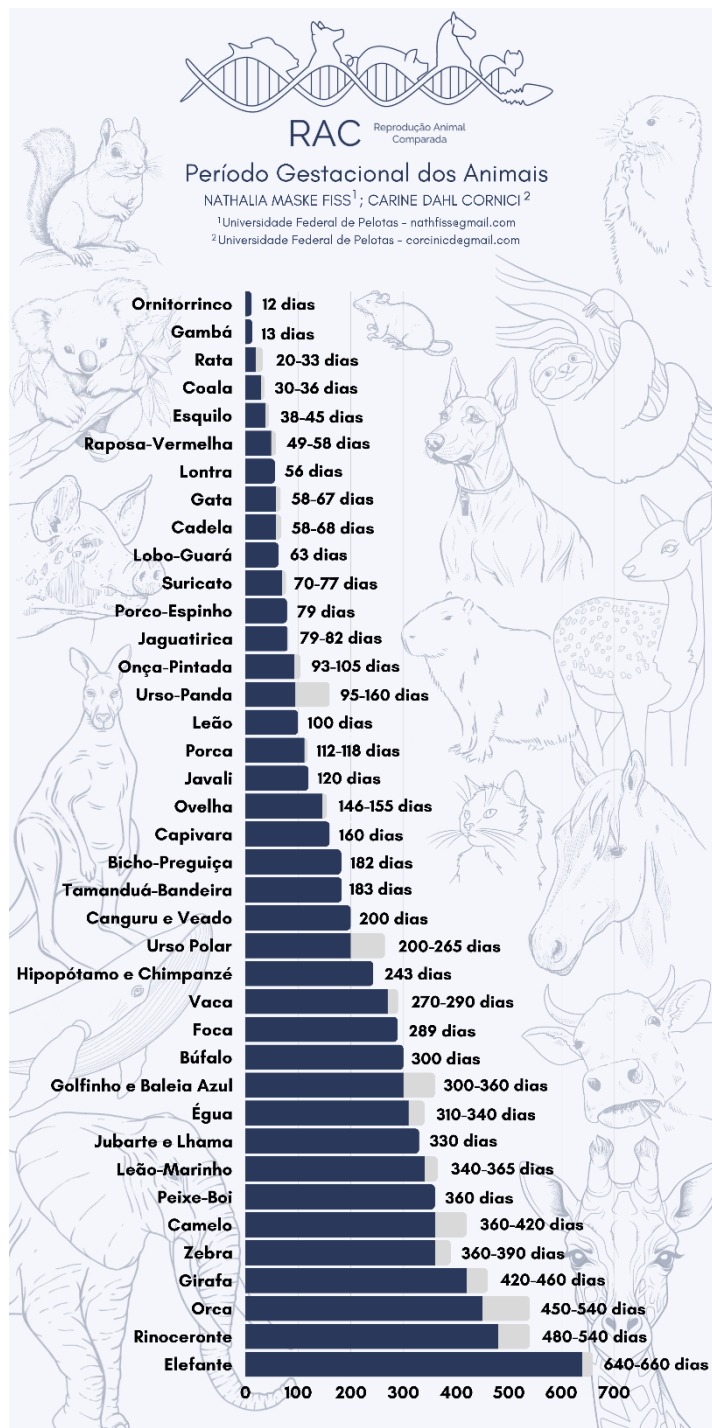 RAC
Reprodução Animal
Comparada
Período Gestacional dos Animais
NATHALIA MASKE FISS¹; CARINE DAHL CORNICI²
¹Universidade Federal de Pelotas - nathfiss@gmail.com
²Universidade Federal de Pelotas - corcinicd@gmail.com
Ornitorrinco 12 dias
Gambá 13 dias
Rata 20-33 dias
Coala 30-36 dias
Esquilo 38-45 dias
Raposa-Vermelha 49-58 dias
Lontra 56 dias
Gata 58-67 dias
Cadela 58-68 dias
Lobo-Guará 63 dias
Suricato 70-77 dias
Porco-Espinho 79 dias
Jaguatirica 79-82 dias
Onça-Pintada 93-105 dias
Urso-Panda 95-160 dias
Leão 100 dias
Porca 112-118 dias
Javali 120 dias
Ovelha 146-155 dias
Capivara 160 dias
Bicho-Preguiça 182 dias
Tamanduá-Bandeira 183 dias
Canguru e Veado 200 dias
Urso Polar 200-265 dias
Hipopótamo e Chimpanzé 243 dias
Vaca 270-290 dias
Foca 289 dias
Búfalo 300 dias
Golfinho e Baleia Azul 300-360 dias
Égua 310-340 dias
Jubarte e Lhama 330 dias
Leão-Marinho 340-365 dias
Peixe-Boi 360 dias
Camelo 360-420 dias
Zebra 360-390 dias
Girafa 420-460 dias
Orca 450-540 dias
Rinoceronte 480-540 dias
Elefante 640-660 dias
0 100 200 300 400 500 600 700